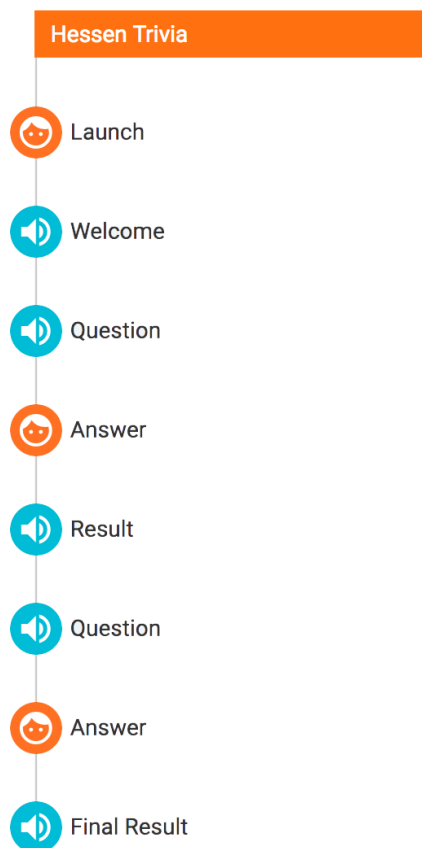 Hessen Trivia
Launch
Welcome
Question
Answer
Result
Question
Answer
Final Result